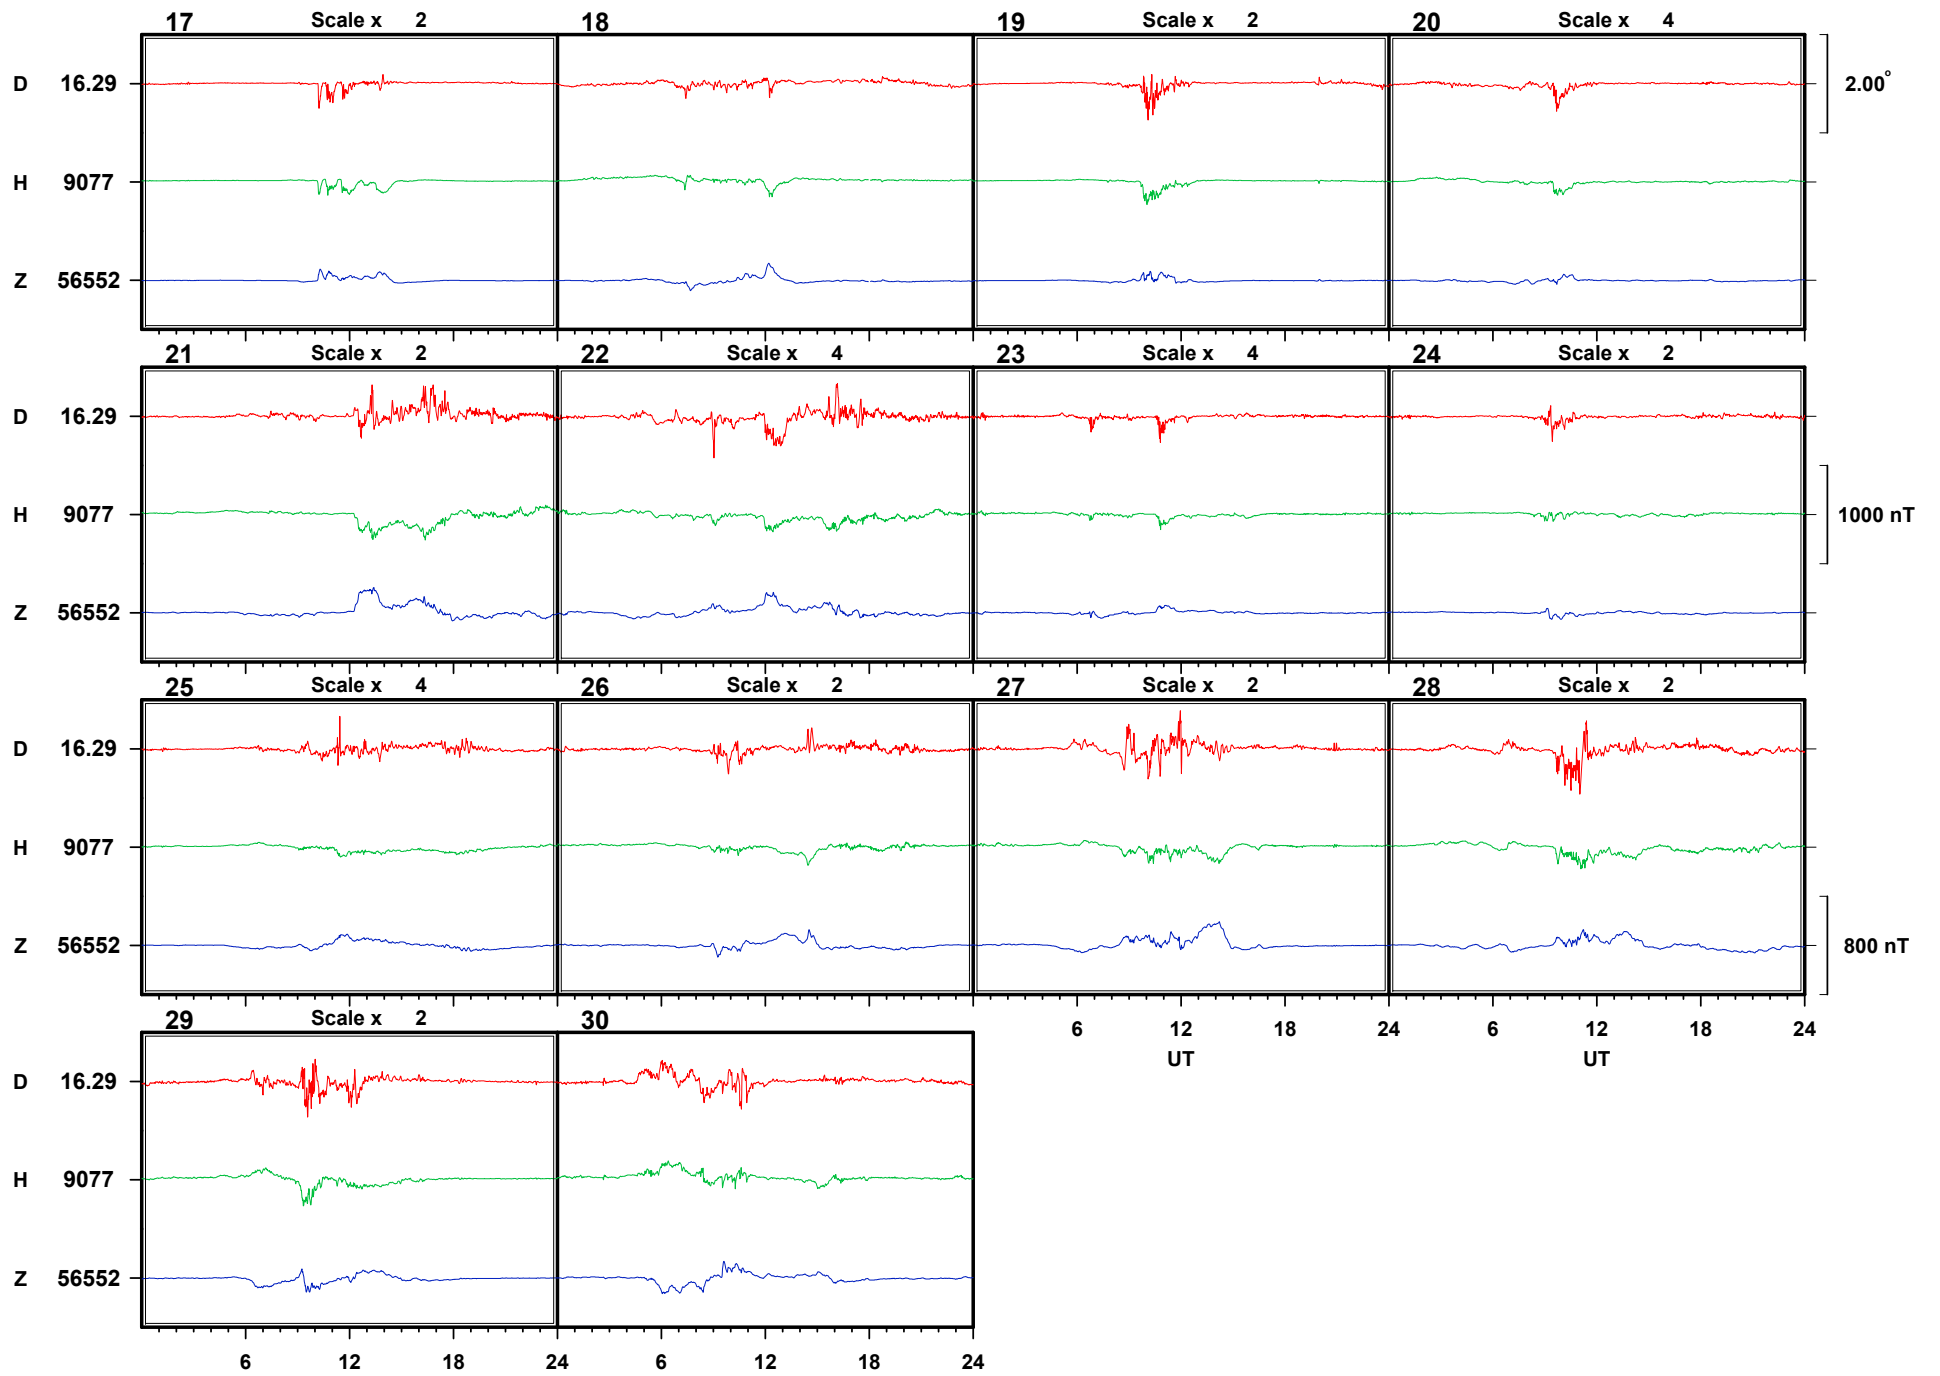 17 Scale x 2 18 19 Scale x 2 20 Scale x 4
D 16.29 2.00°
H 9077
Z 56552
21 Scale x 2 22 Scale x 4 23 Scale x 4 24 Scale x 2
D 16.29
H 9077 1000 nT
Z 56552
25 Scale x 4 26 Scale x 2 27 Scale x 2 28 Scale x 2
D 16.29
H 9077
Z 56552 800 nT
29 Scale x 2 30 6 12 18 24 6 12 18 24
UT UT
D 16.29
H 9077
Z 56552
6 12 18 24 6 12 18 24